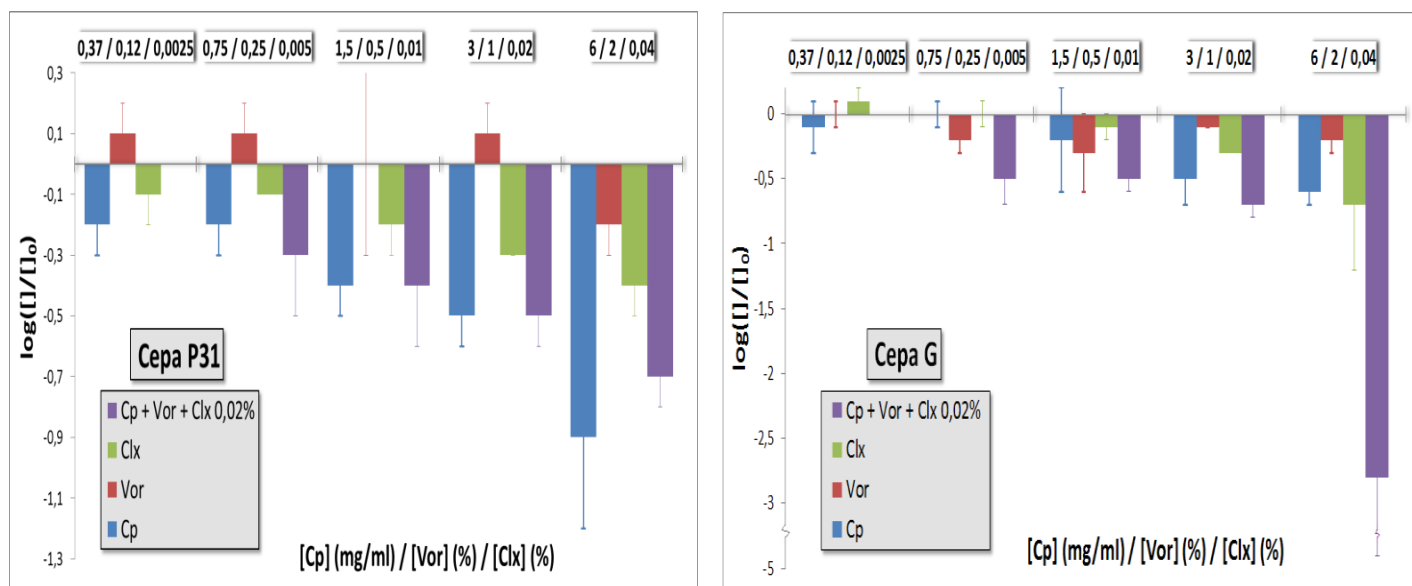 0,37 / 0,12 / 0,0025
0,75 / 0,25 / 0,005
1,5 / 0,5 / 0,01
3 / 1 / 0,02
6 / 2 / 0,04
0,3
0,1
-0,1
-0,3
-0,5
-0,7
-0,9
-1,1
-1,3
log([]/[]₀)
Cepa P31
Cp + Vor + Clx 0,02%
Clx
Vor
Cp
[Cp] (mg/ml) / [Vor] (%) / [Clx] (%)
0,37 / 0,12 / 0,0025
0,75 / 0,25 / 0,005
1,5 / 0,5 / 0,01
3 / 1 / 0,02
6 / 2 / 0,04
0
-0,5
-1
-1,5
-2
-2,5
-3
-5
log([]/[]₀)
Cepa G
Cp + Vor + Clx 0,02%
Clx
Vor
Cp
[Cp] (mg/ml) / [Vor] (%) / [Clx] (%)